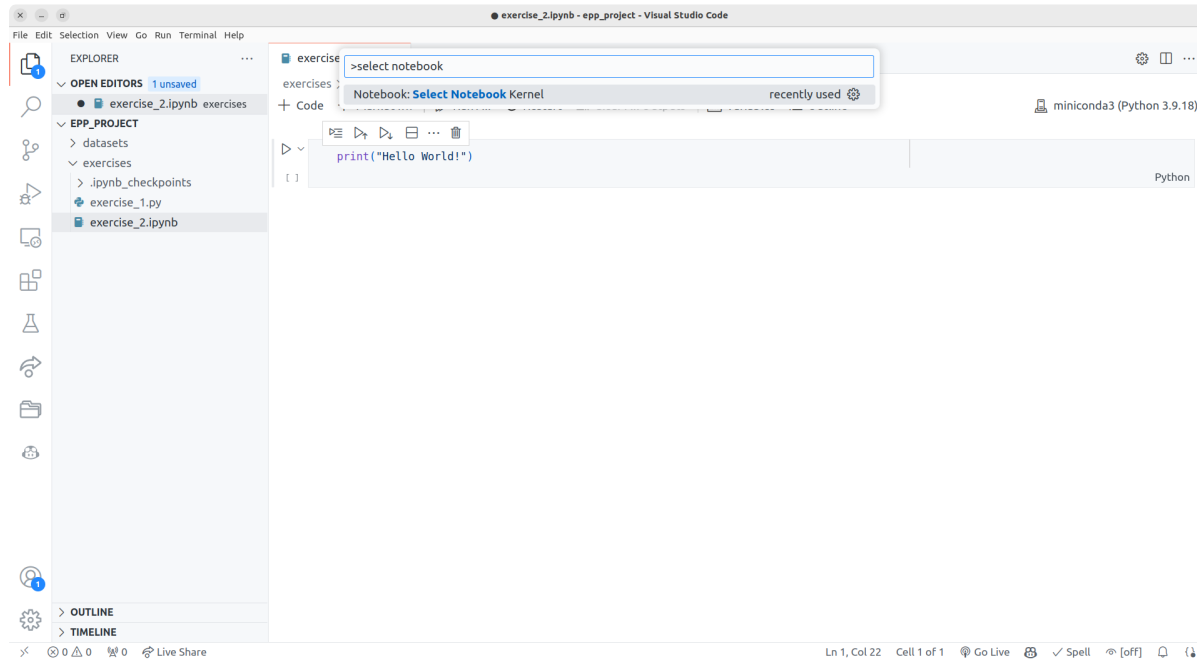 ● exercise_2.ipynb - epp_project - Visual Studio Code
File Edit Selection View Go Run Terminal Help
EXPLORER
OPEN EDITORS 1 unsaved
exercise_2.ipynb exercises
EPP_PROJECT
datasets
exercises
.ipynb_checkpoints
exercise_1.py
exercise_2.ipynb
OUTLINE
TIMELINE
exercise
>select notebook
Notebook: Select Notebook Kernel recently used
exercises
+ Code
miniconda3 (Python 3.9.18)
print("Hello World!")
[ ]
Python
1
1
0 0 0 Live Share
Ln 1, Col 22 Cell 1 of 1 Go Live Spell [off]